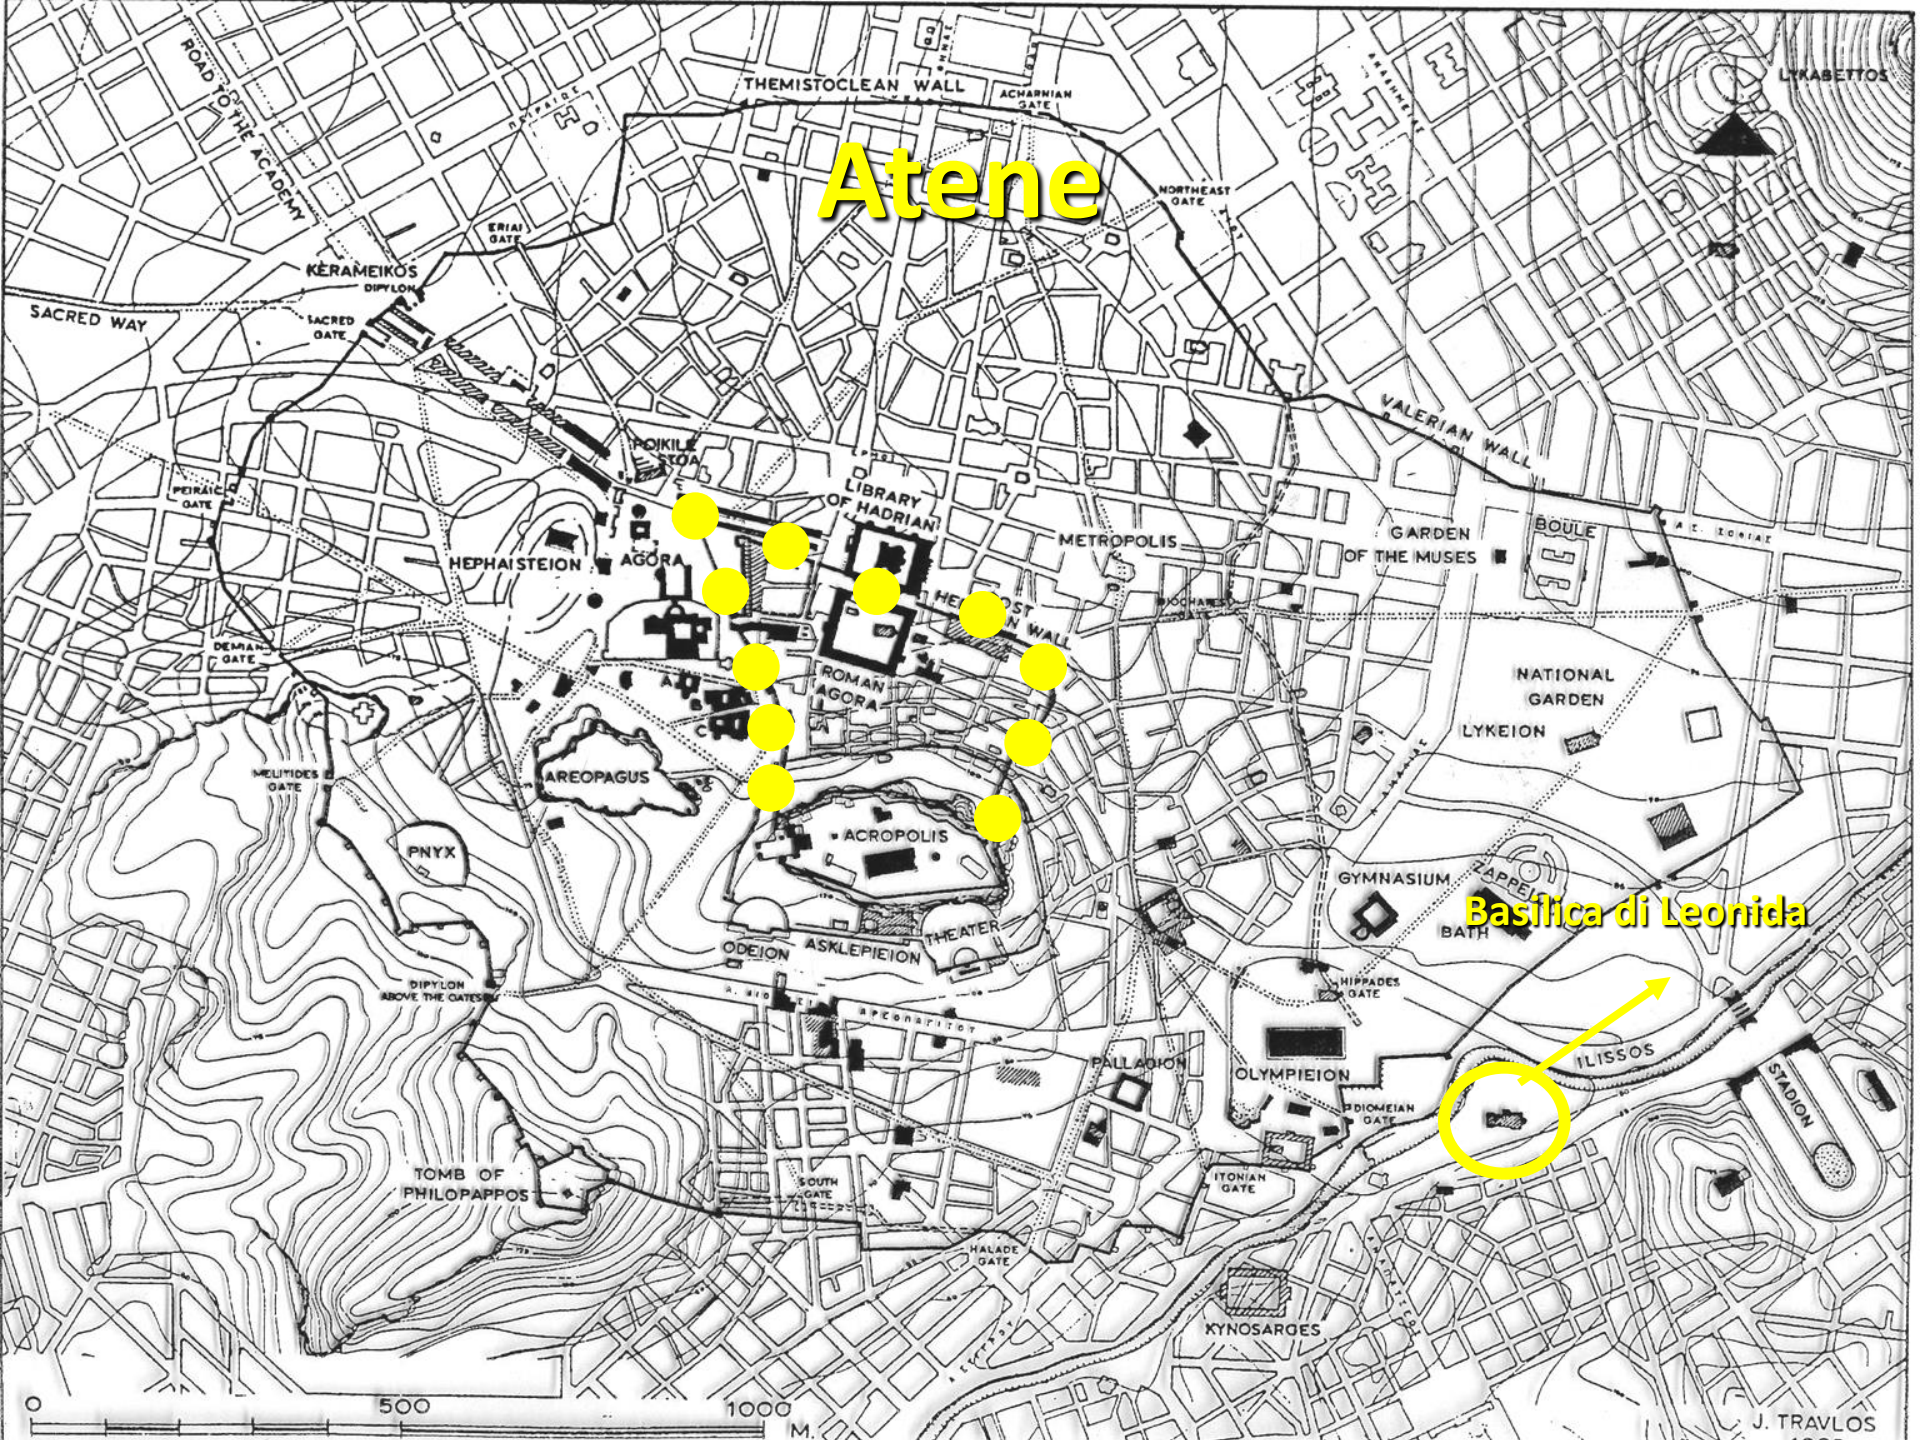 THEMISTOCLEAN WALL
ACHARNIAN
GATE
LYKABETTOS
ROAD TO THE ACADEMY
Atene
NORTHEAST
GATE
ERIAI
GATE
KERAMEIKOS
DIPYLON
SACRED WAY
SACRED
GATE
VALERIAN WALL
POIKILE
STOA
PEIRAIC
GATE
LIBRARY
OF HADRIAN
METROPOLIS
GARDEN
OF THE MUSES
BOULE
HEPHAISTEION
AGORA
WALL
DIOCHARES
GATE
DEMIAN
GATE
ROMAN
AGORA
A
B
C
NATIONAL
GARDEN
LYKEION
MELITIDES
GATE
AREOPAGUS
PNYX
ACROPOLIS
GYMNASIUM
Basilica di Leonida
BATH
ODEION
ASKLEPIEION
THEATER
DIPYLON
ABOVE THE GATES
HIPPADES
GATE
PALLADION
OLYMPIEION
ILISSOS
STADION
DIOMEIAN
GATE
TOMB OF
PHILOPAPPOS
SOUTH
GATE
ITONIAN
GATE
HALADE
GATE
KYNOSARGES
0 500 1000 M.
J. TRAVLOS